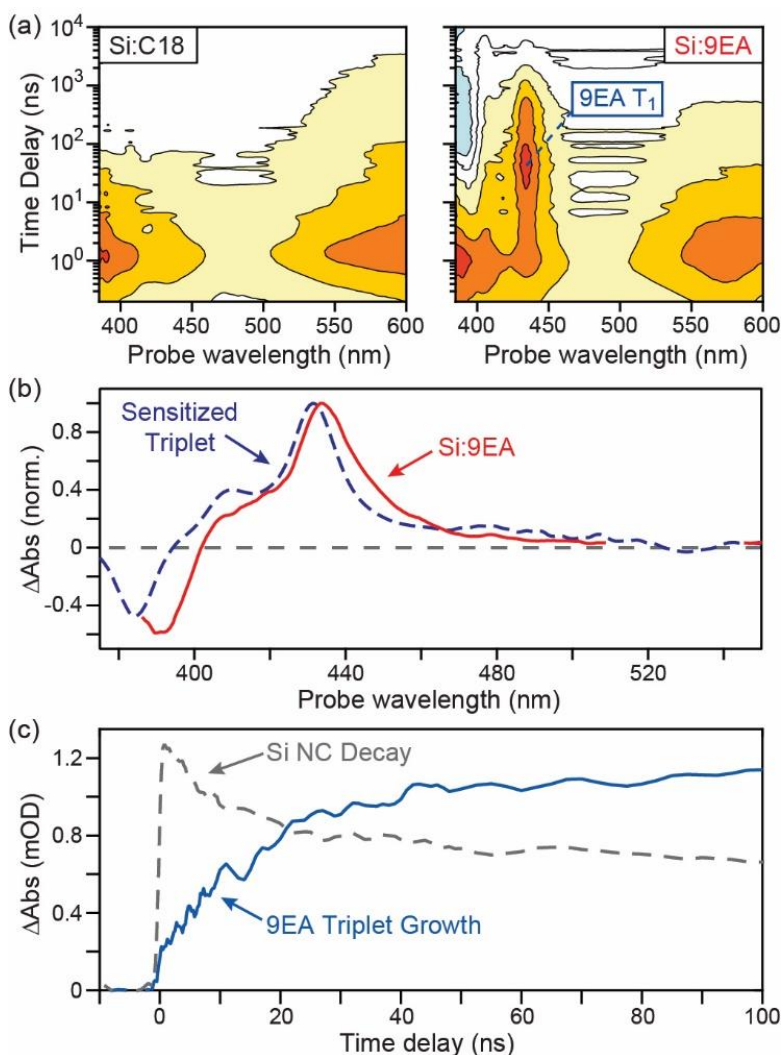 (a)
Si:C18
Si:9EA
9EA T₁
Time Delay (ns)
10⁴
10³
10²
10¹
10⁰
400 450 500 550 600
Probe wavelength (nm)
400 450 500 550 600
Probe wavelength (nm)
(b)
Sensitized
Triplet
Si:9EA
ΔAbs (norm.)
0.8
0.4
0
-0.4
400 440 480 520
Probe wavelength (nm)
(c)
Si NC Decay
9EA Triplet Growth
ΔAbs (mOD)
1.2
0.8
0.4
0
0 20 40 60 80 100
Time delay (ns)